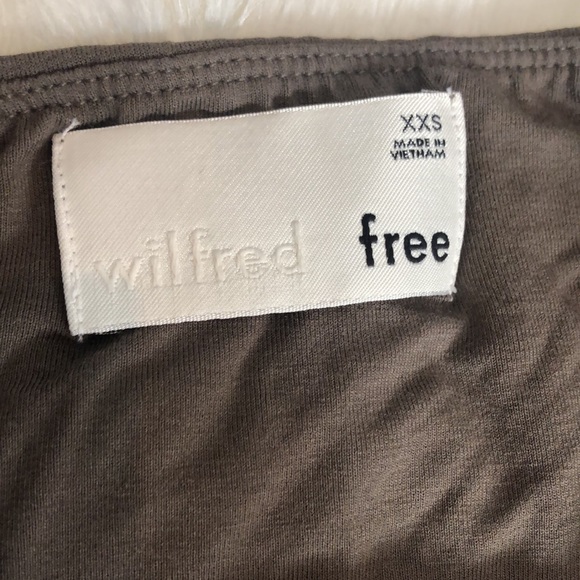 XXS
MADE IN
VIETNAM
wilfred free